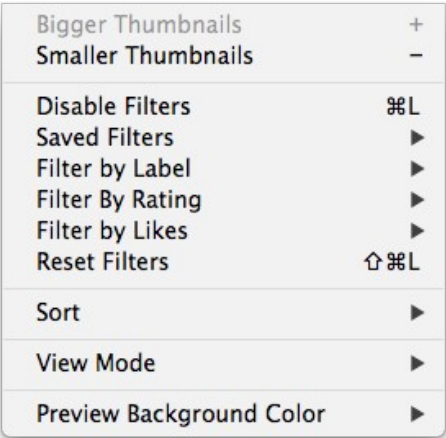 Bigger Thumbnails +
Smaller Thumbnails −
Disable Filters ⌘L
Saved Filters ▶
Filter by Label ▶
Filter By Rating ▶
Filter by Likes ▶
Reset Filters ⇧⌘L
Sort ▶
View Mode ▶
Preview Background Color ▶